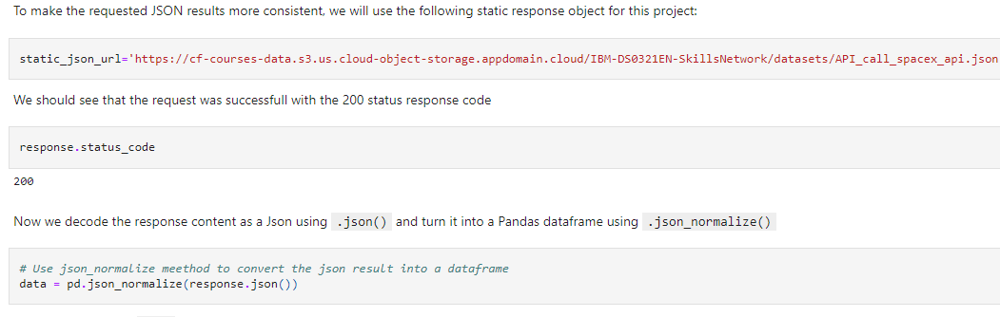 To make the requested JSON results more consistent, we will use the following static response object for this project:
static_json_url='https://cf-courses-data.s3.us.cloud-object-storage.appdomain.cloud/IBM-DS0321EN-SkillsNetwork/datasets/API_call_spacex_api.json
We should see that the request was successfull with the 200 status response code
response.status_code
200
Now we decode the response content as a Json using .json() and turn it into a Pandas dataframe using .json_normalize()
# Use json_normalize meethod to convert the json result into a dataframe
data = pd.json_normalize(response.json())